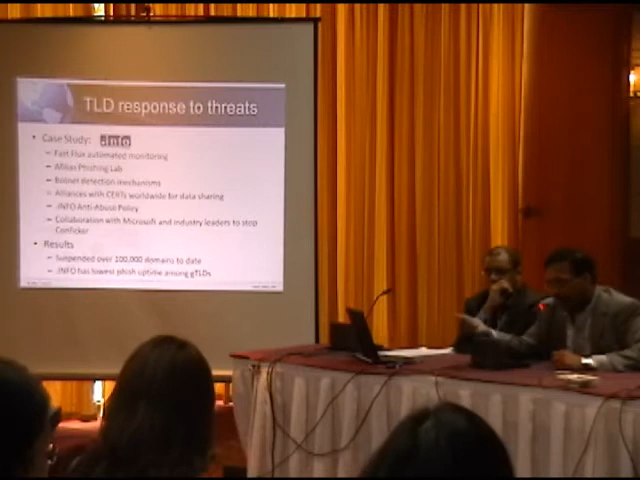 TLD response to threats
• Case Study: .info
– Fast Flux automated monitoring
– Afilias Phishing Lab
– Botnet detection mechanisms
– Alliances with CERTs worldwide for data sharing
– .INFO Anti-Abuse Policy
– Collaboration with Microsoft and industry leaders to stop
Conficker
• Results
– Suspended over 100,000 domains to date
– .INFO has lowest phish uptime among gTLDs